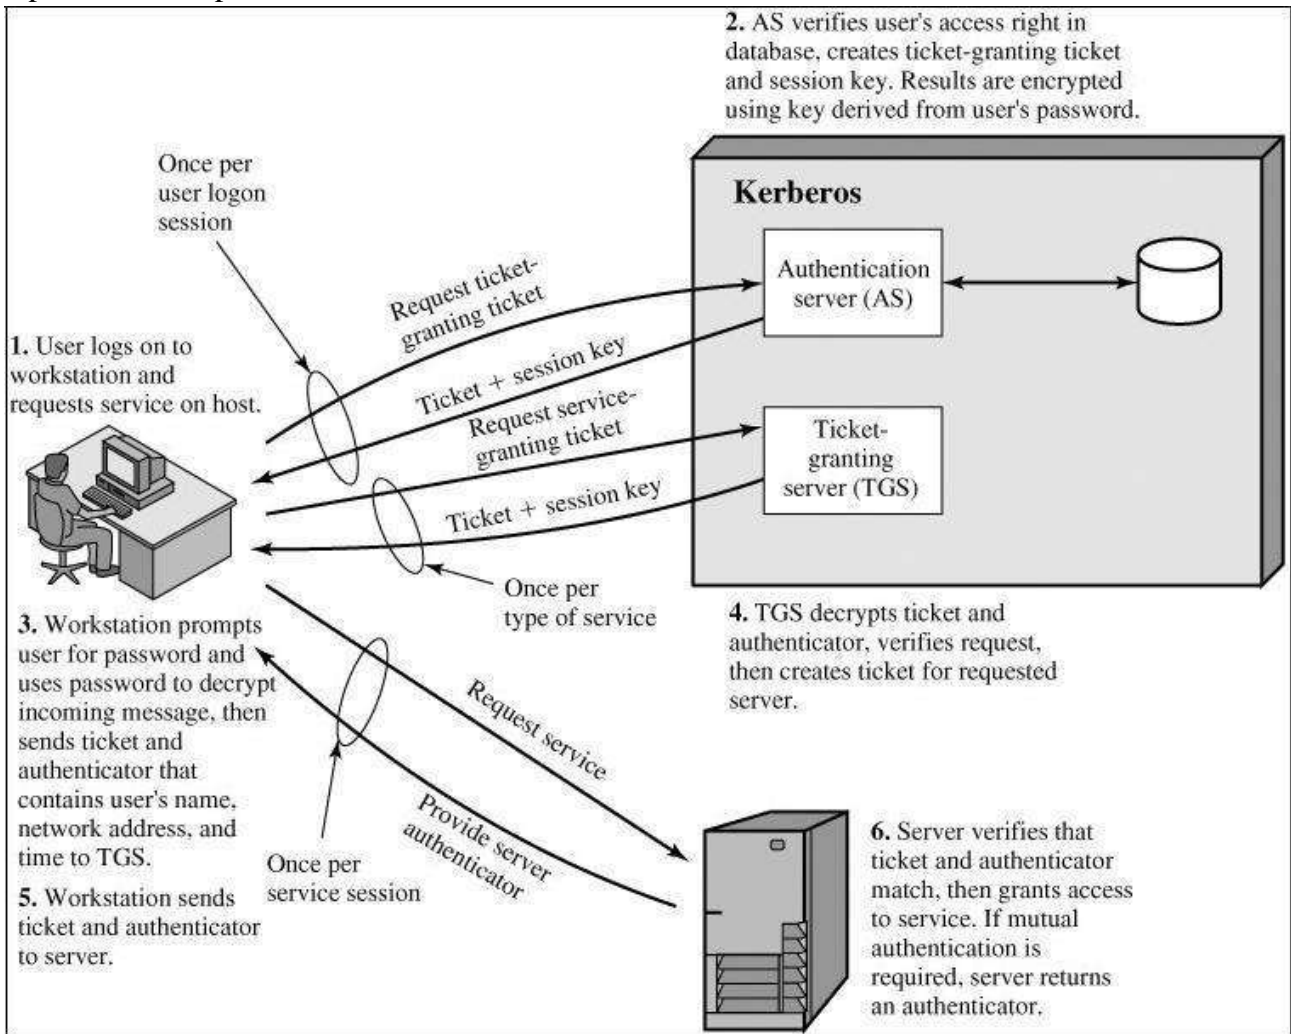 2. AS verifies user's access right in
database, creates ticket-granting ticket
and session key. Results are encrypted
using key derived from user's password.
Once per
user logon
session
Kerberos
Authentication
server (AS)
Request ticket-
granting ticket
1. User logs on to
workstation and
requests service on host.
Ticket + session key
Request service-
granting ticket
Ticket-
granting
server (TGS)
Ticket + session key
Once per
type of service
3. Workstation prompts
user for password and
uses password to decrypt
incoming message, then
sends ticket and
authenticator that
contains user's name,
network address, and
time to TGS.
4. TGS decrypts ticket and
authenticator, verifies request,
then creates ticket for requested
server.
Request service
Provide server
authenticator
Once per
service session
5. Workstation sends
ticket and authenticator
to server.
6. Server verifies that
ticket and authenticator
match, then grants access
to service. If mutual
authentication is
required, server returns
an authenticator.